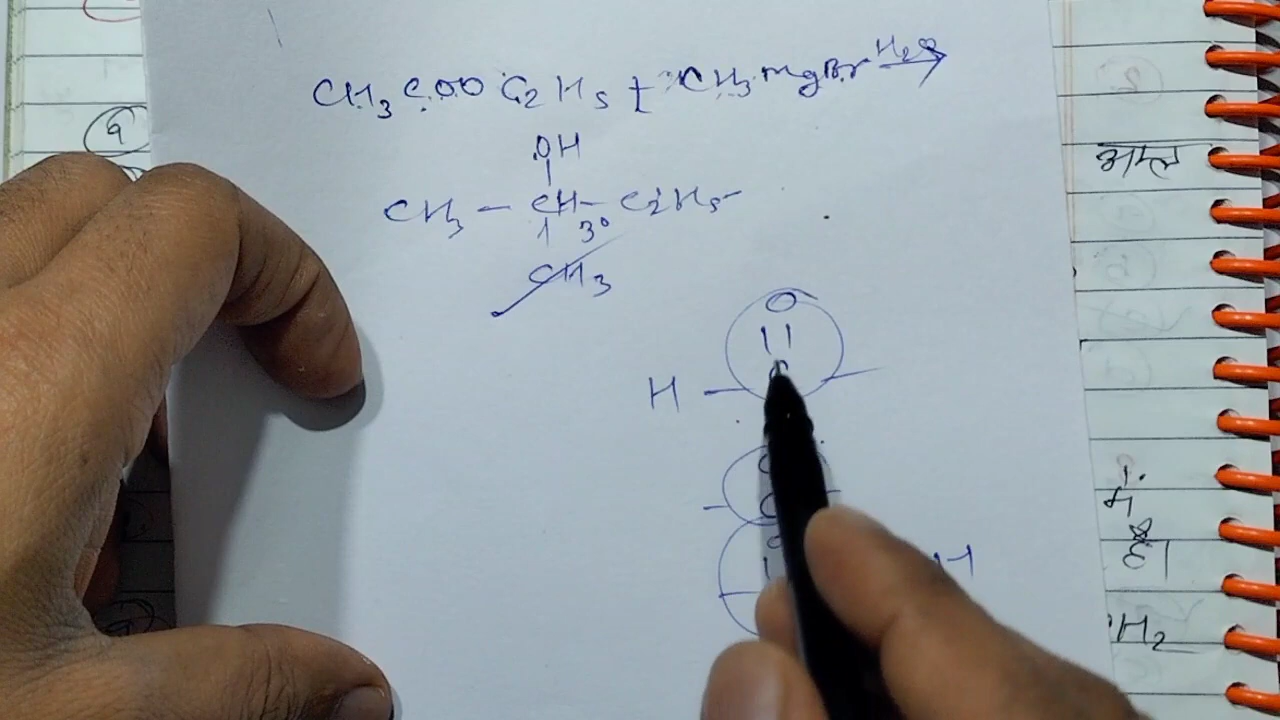 CH3COOC2H5 + CH3MgBr H2O →
OH
CH3 - CH - C2H5 -
3°
CH3
O
H -
H
अम्ल
में
है।
H2